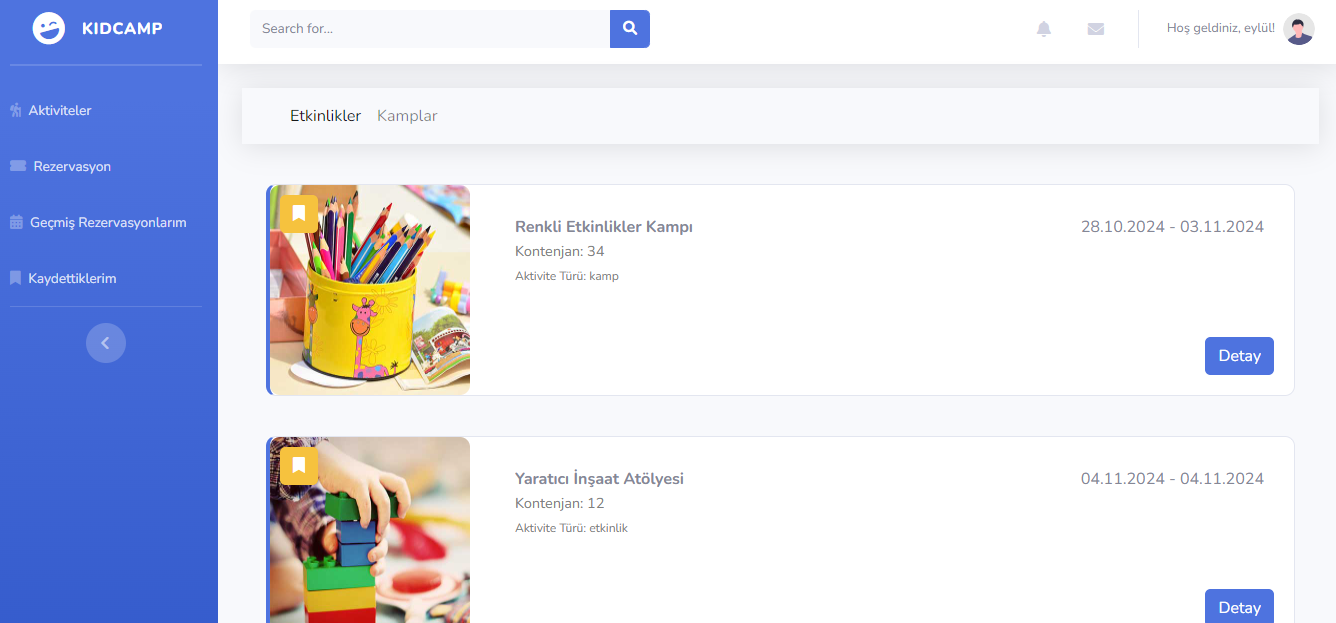 KIDCAMP
Search for...
Hoş geldiniz, eylül!
Aktiviteler
Rezervasyon
Geçmiş Rezervasyonlarım
Kaydettiklerim
Etkinlikler Kamplar
Renkli Etkinlikler Kampı
28.10.2024 - 03.11.2024
Kontenjan: 34
Aktivite Türü: kamp
Detay
Yaratıcı İnşaat Atölyesi
04.11.2024 - 04.11.2024
Kontenjan: 12
Aktivite Türü: etkinlik
Detay